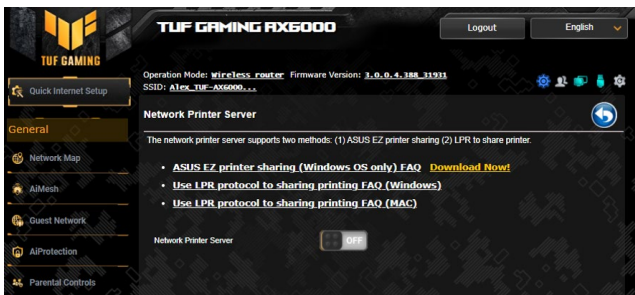 TUF GAMING AX6000
Logout
English
TUF GAMING
Operation Mode: Wireless router Firmware Version: 3.0.0.4.388_31931
SSID: Alex_TUF-AX6000...
Quick Internet Setup
General
Network Map
AiMesh
Guest Network
AiProtection
Parental Controls
Network Printer Server
The network printer server supports two methods: (1) ASUS EZ printer sharing (2) LPR to share printer.
ASUS EZ printer sharing (Windows OS only) FAQ Download Now!
Use LPR protocol to sharing printing FAQ (Windows)
Use LPR protocol to sharing printing FAQ (MAC)
Network Printer Server OFF